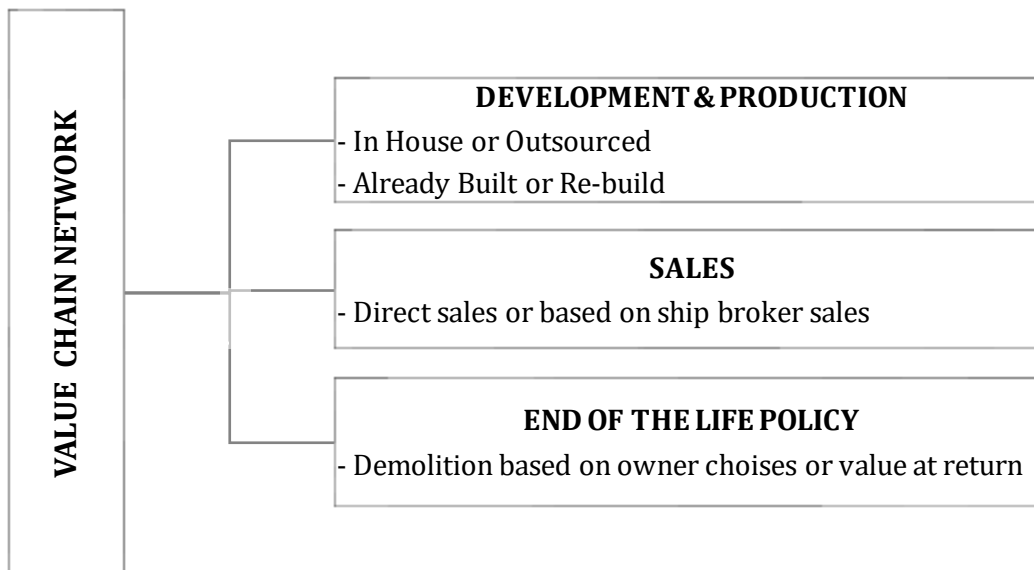 VALUE CHAIN NETWORK
DEVELOPMENT & PRODUCTION
- In House or Outsourced
- Already Built or Re-build
SALES
- Direct sales or based on ship broker sales
END OF THE LIFE POLICY
- Demolition based on owner choises or value at return